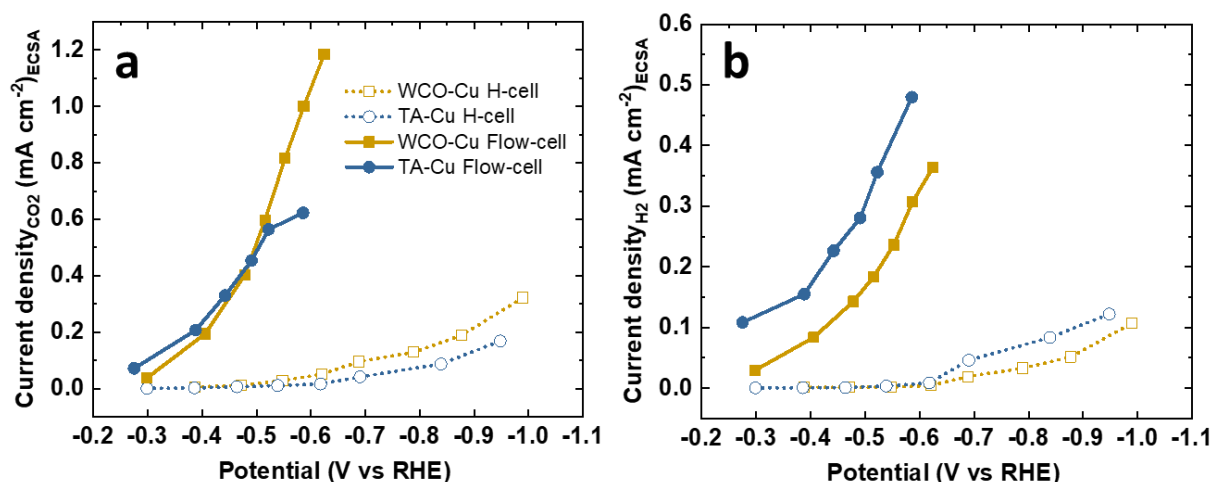 a
Current density_CO2 (mA cm⁻²)_ECSA
1.2
1.0
0.8
0.6
0.4
0.2
0.0
WCO-Cu H-cell
TA-Cu H-cell
WCO-Cu Flow-cell
TA-Cu Flow-cell
-0.2 -0.3 -0.4 -0.5 -0.6 -0.7 -0.8 -0.9 -1.0 -1.1
Potential (V vs RHE)
b
Current density_H2 (mA cm⁻²)_ECSA
0.6
0.5
0.4
0.3
0.2
0.1
0.0
-0.2 -0.3 -0.4 -0.5 -0.6 -0.7 -0.8 -0.9 -1.0 -1.1
Potential (V vs RHE)